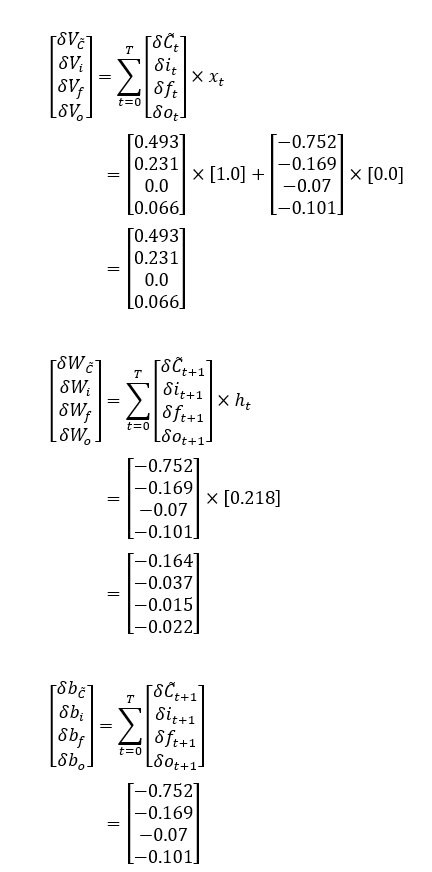 [δV_C̃ δV_i δV_f δV_o] = ∑_{t=0}^{T} [δC̃_t δi_t δf_t δo_t] × x_t
= [0.493 0.231 0.0 0.066] × [1.0] + [−0.752 −0.169 −0.07 −0.101] × [0.0]
= [0.493 0.231 0.0 0.066]
[δW_C̃ δW_i δW_f δW_o] = ∑_{t=0}^{T} [δC̃_{t+1} δi_{t+1} δf_{t+1} δo_{t+1}] × h_t
= [−0.752 −0.169 −0.07 −0.101] × [0.218]
= [−0.164 −0.037 −0.015 −0.022]
[δb_C̃ δb_i δb_f δb_o] = ∑_{t=0}^{T} [δC̃_{t+1} δi_{t+1} δf_{t+1} δo_{t+1}]
= [−0.752 −0.169 −0.07 −0.101]